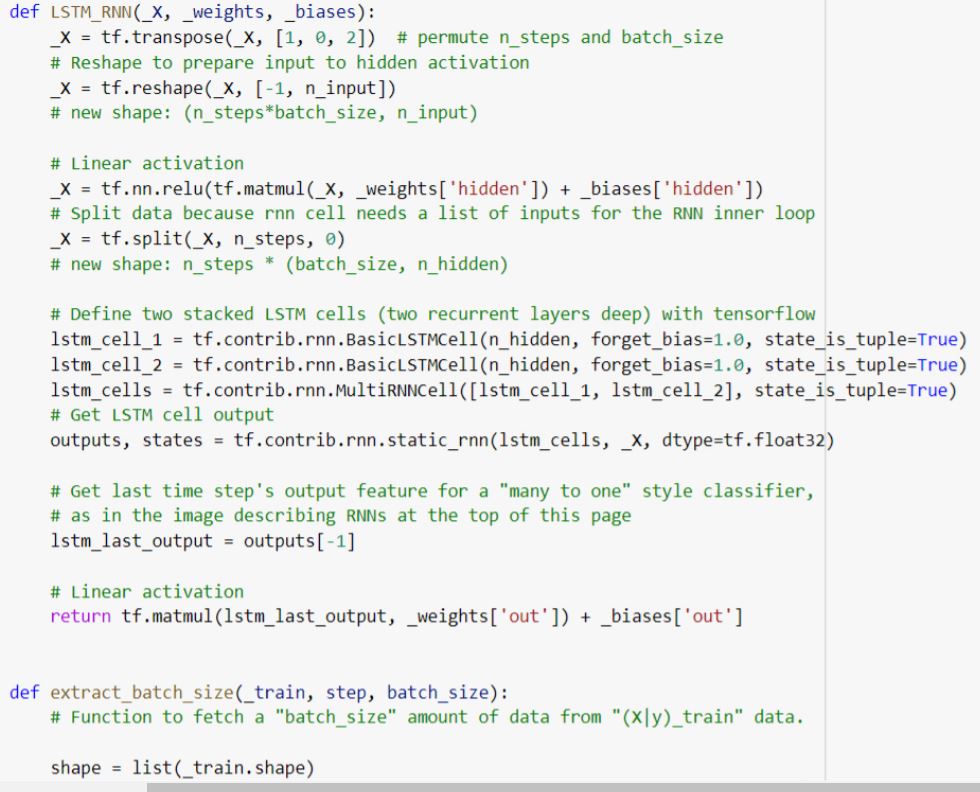 def LSTM_RNN(_X, _weights, _biases):
    _X = tf.transpose(_X, [1, 0, 2])  # permute n_steps and batch_size
    # Reshape to prepare input to hidden activation
    _X = tf.reshape(_X, [-1, n_input])
    # new shape: (n_steps*batch_size, n_input)

    # Linear activation
    _X = tf.nn.relu(tf.matmul(_X, _weights['hidden']) + _biases['hidden'])
    # Split data because rnn cell needs a list of inputs for the RNN inner loop
    _X = tf.split(_X, n_steps, 0)
    # new shape: n_steps * (batch_size, n_hidden)

    # Define two stacked LSTM cells (two recurrent layers deep) with tensorflow
    lstm_cell_1 = tf.contrib.rnn.BasicLSTMCell(n_hidden, forget_bias=1.0, state_is_tuple=True)
    lstm_cell_2 = tf.contrib.rnn.BasicLSTMCell(n_hidden, forget_bias=1.0, state_is_tuple=True)
    lstm_cells = tf.contrib.rnn.MultiRNNCell([lstm_cell_1, lstm_cell_2], state_is_tuple=True)
    # Get LSTM cell output
    outputs, states = tf.contrib.rnn.static_rnn(lstm_cells, _X, dtype=tf.float32)

    # Get last time step's output feature for a "many to one" style classifier,
    # as in the image describing RNNs at the top of this page
    lstm_last_output = outputs[-1]

    # Linear activation
    return tf.matmul(lstm_last_output, _weights['out']) + _biases['out']


def extract_batch_size(_train, step, batch_size):
    # Function to fetch a "batch_size" amount of data from "(X|y)_train" data.

    shape = list(_train.shape)